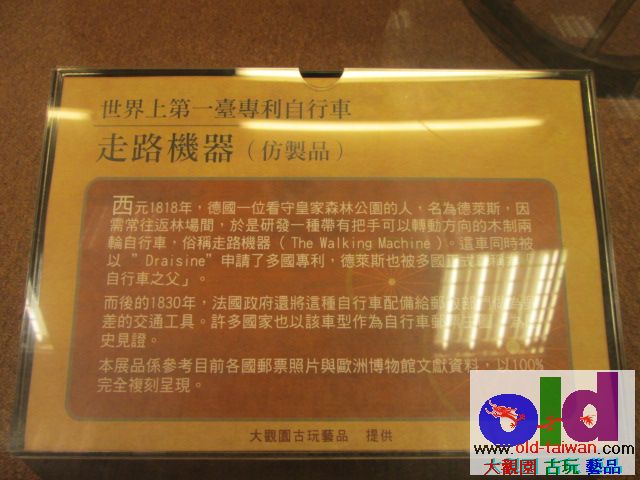 世界上第一臺專利自行車
走路機器（仿製品）
西元1818年，德國一位看守皇家森林公園的人，名為德萊斯，因
需常往返林場間，於是研發一種帶有把手可以轉動方向的木制兩
輪自行車，俗稱走路機器（The Walking Machine）。這車同時被
以 ”Draisine” 申請了多國專利，德萊斯也被多國
自行車之父」。
而後的1830年，法國政府還將這種自行車配備給郵
差的交通工具。許多國家也以該車型作為自行車郵票
史見證。
本展品係參考目前各國郵票照片與歐洲博物館文獻資料，以100%
完全複刻呈現。
大觀園古玩藝品 提供
old
www.old-taiwan.com
大觀園 古玩 藝品